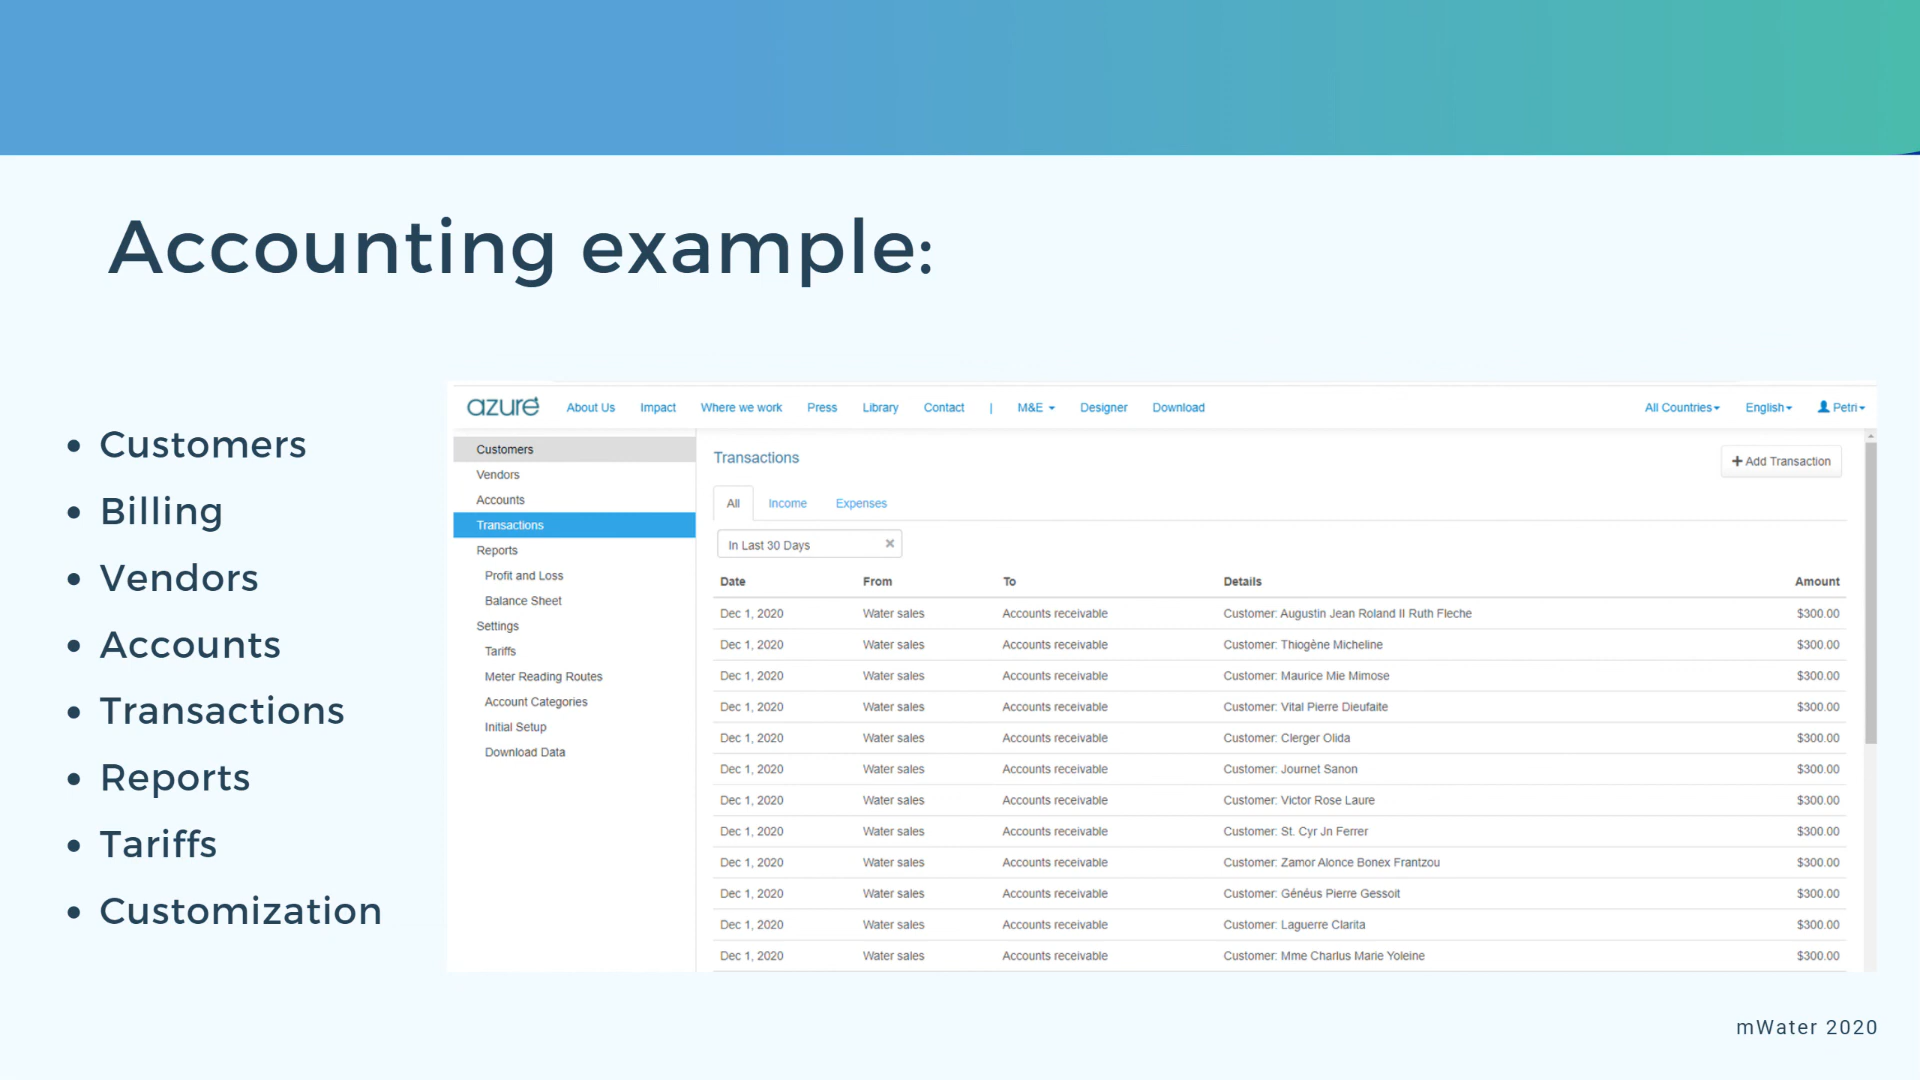 Accounting example:
Customers
Billing
Vendors
Accounts
Transactions
Reports
Tariffs
Customization
azure About Us Impact Where we work Press Library Contact | M&E Designer Download All Countries English Petri
Customers
Vendors
Accounts
Transactions
Reports
Profit and Loss
Balance Sheet
Settings
Tariffs
Meter Reading Routes
Account Categories
Initial Setup
Download Data
Transactions
+ Add Transaction
All Income Expenses
In Last 30 Days ×
Date From To Details Amount
Dec 1, 2020 Water sales Accounts receivable Customer: Augustin Jean Roland II Ruth Fleche $300.00
Dec 1, 2020 Water sales Accounts receivable Customer: Thiogène Micheline $300.00
Dec 1, 2020 Water sales Accounts receivable Customer: Maurice Mie Mimose $300.00
Dec 1, 2020 Water sales Accounts receivable Customer: Vital Pierre Dieufaite $300.00
Dec 1, 2020 Water sales Accounts receivable Customer: Clerger Olida $300.00
Dec 1, 2020 Water sales Accounts receivable Customer: Journet Sanon $300.00
Dec 1, 2020 Water sales Accounts receivable Customer: Victor Rose Laure $300.00
Dec 1, 2020 Water sales Accounts receivable Customer: St. Cyr Jn Ferrer $300.00
Dec 1, 2020 Water sales Accounts receivable Customer: Zamor Alonce Bonex Frantzou $300.00
Dec 1, 2020 Water sales Accounts receivable Customer: Généus Pierre Gessoit $300.00
Dec 1, 2020 Water sales Accounts receivable Customer: Laguerre Clarita $300.00
Dec 1, 2020 Water sales Accounts receivable Customer: Mme Charlus Marie Yoleine $300.00
mWater 2020